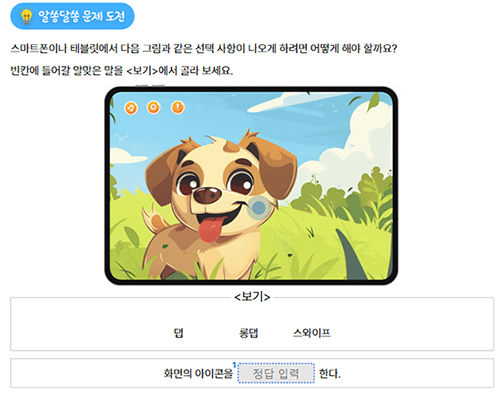 알쏭달쏭 문제 도전
스마트폰이나 태블릿에서 다음 그림과 같은 선택 사항이 나오게 하려면 어떻게 해야 할까요?
빈칸에 들어갈 알맞은 말을 <보기>에서 골라 보세요.
<보기>
덥 롱댑 스와이프
화면의 아이콘을 1 정답 입력 한다.